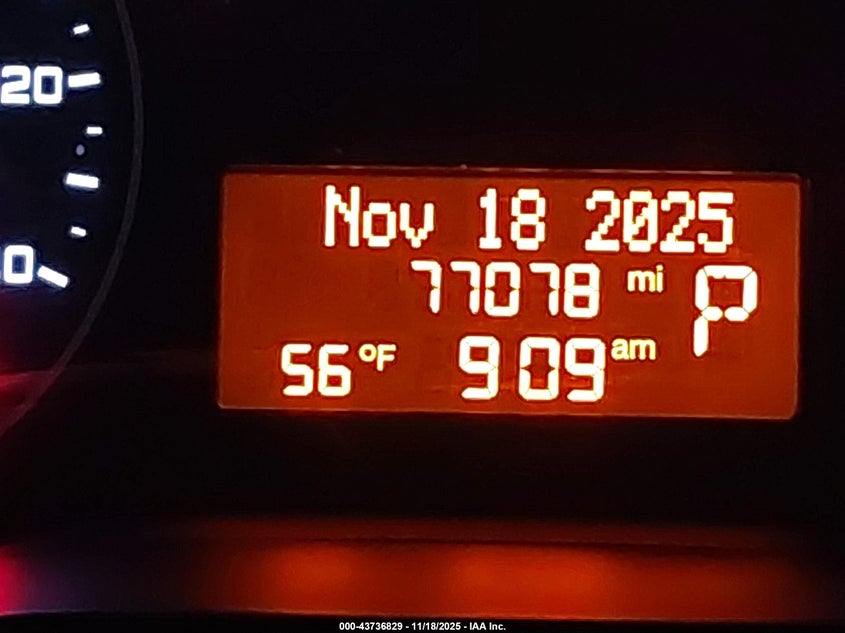 20
0
Nov 18 2025
77078 mi
P
56 °F 9 09 am
000-43736829 - 11/18/2025 - IAA Inc.